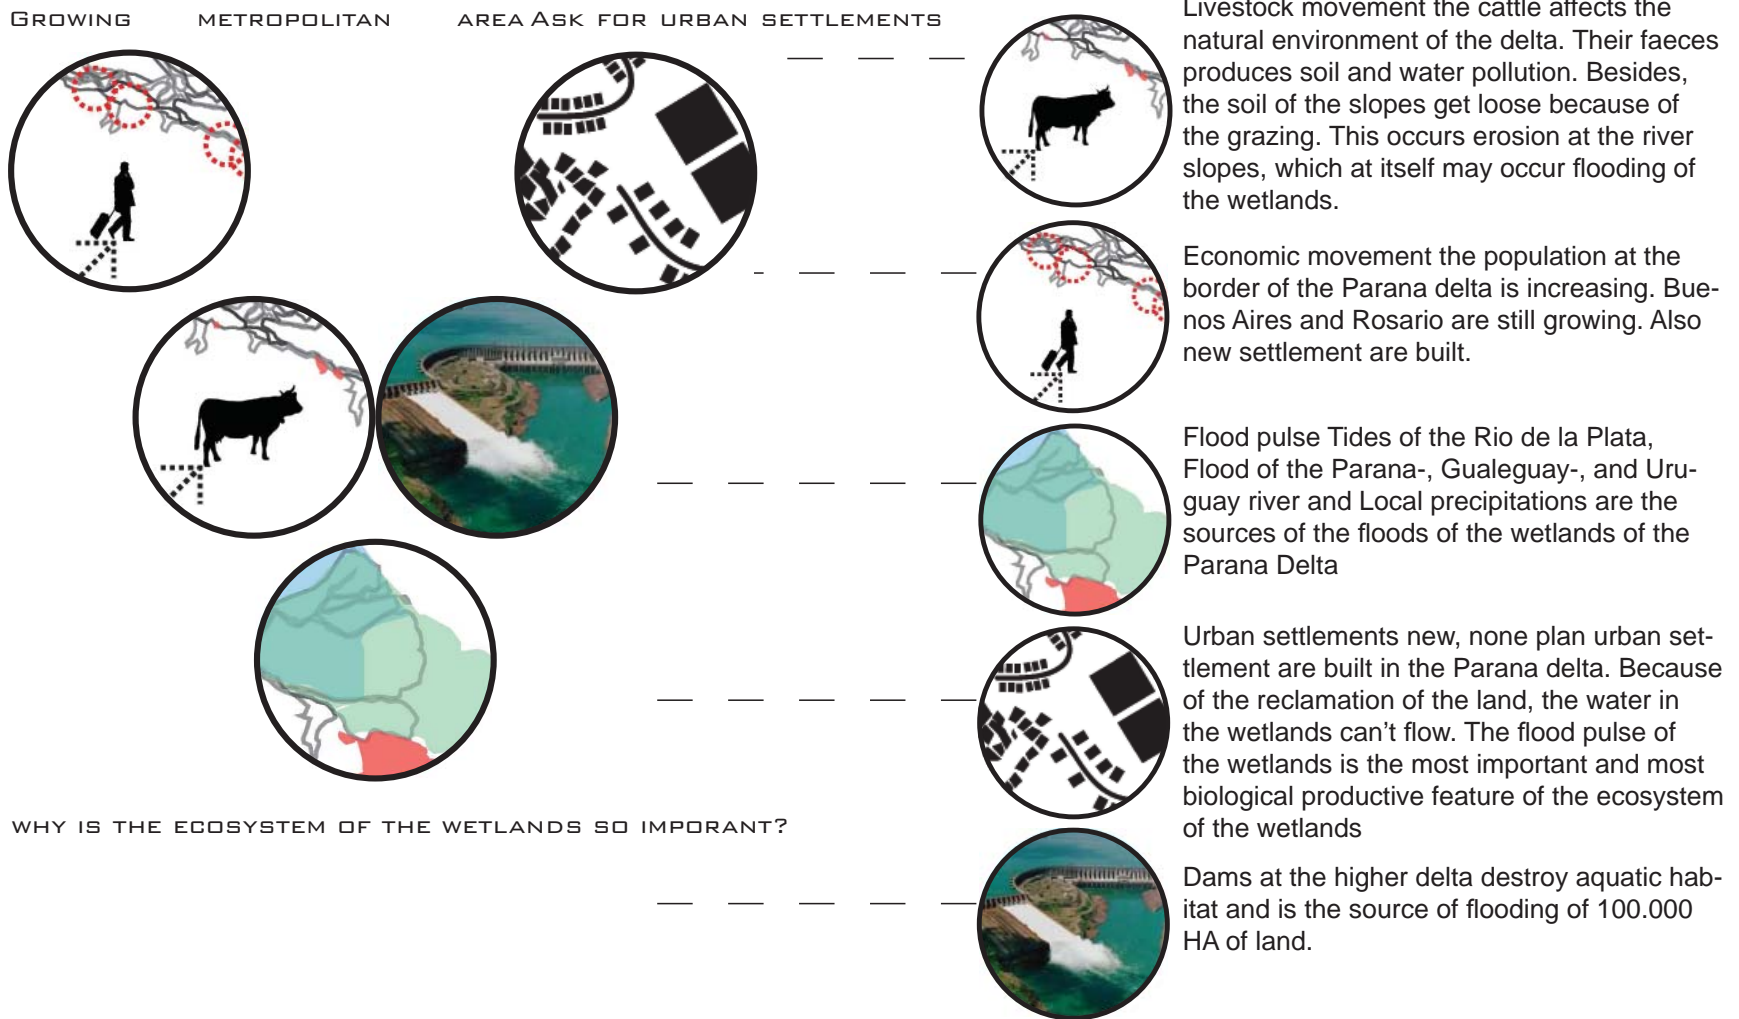 Growing metropolitan area Ask for urban settlements
Livestock movement the cattle affects the
natural environment of the delta. Their faeces
produces soil and water pollution. Besides,
the soil of the slopes get loose because of
the grazing. This occurs erosion at the river
slopes, which at itself may occur flooding of
the wetlands.
Economic movement the population at the
border of the Parana delta is increasing. Bue-
nos Aires and Rosario are still growing. Also
new settlement are built.
Flood pulse Tides of the Rio de la Plata,
Flood of the Parana-, Gualeguay-, and Uru-
guay river and Local precipitations are the
sources of the floods of the wetlands of the
Parana Delta
Urban settlements new, none plan urban set-
tlement are built in the Parana delta. Because
of the reclamation of the land, the water in
the wetlands can't flow. The flood pulse of
the wetlands is the most important and most
biological productive feature of the ecosystem
of the wetlands
why is the ecosystem of the wetlands so imporant?
Dams at the higher delta destroy aquatic hab-
itat and is the source of flooding of 100.000
HA of land.